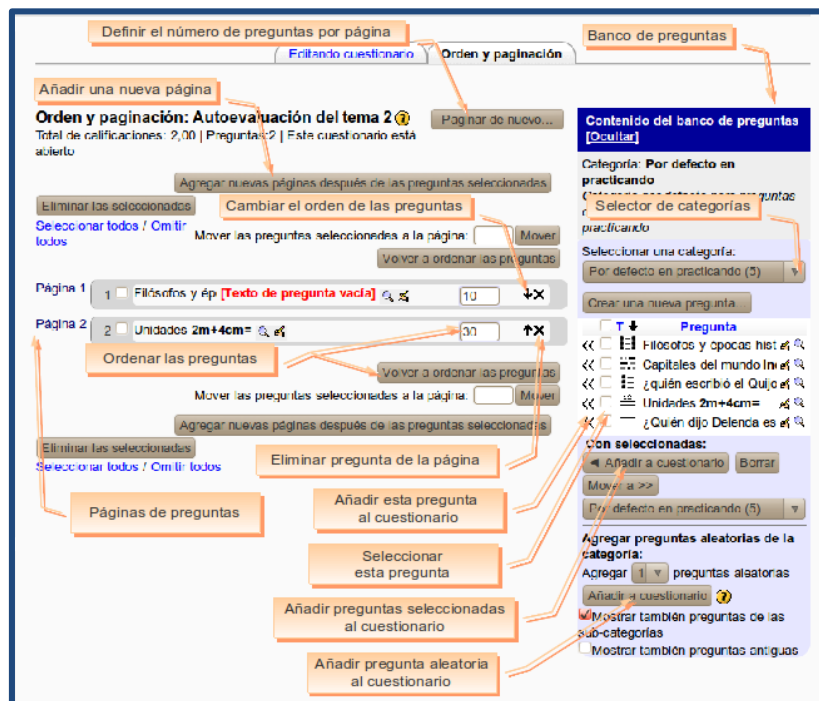 Definir el número de preguntas por página
Banco de preguntas
Editando cuestionario
Orden y paginación
Añadir una nueva página
Orden y paginación: Autoevaluación del tema 2
Paginar de nuevo...
Total de calificaciones: 2,00 | Preguntas:2 | Este cuestionario está
abierto
Contenido del banco de preguntas
[Ocultar]
Categoría: Por defecto en
practicando
preguntas
practicando
Agregar nuevas páginas después de las preguntas seleccionadas
Eliminar las seleccionadas
Cambiar el orden de las preguntas
Selector de categorías
Seleccionar todos / Omitir
todos
Mover las preguntas seleccionadas a la página:
Mover
Volver a ordenar las preguntas
Seleccionar una categoría:
Por defecto en practicando (5)
Crear una nueva pregunta...
Página 1
1
Filósofos y ép [Texto de pregunta vacía]
10
Página 2
2
Unidades 2m+4cm=
30
T
Pregunta
Filósofos y épocas hist
Capitales del mundo In
¿quién escribió el Quijo
Unidades 2m+4cm=
¿Quién dijo Delenda es
Ordenar las preguntas
Volver a ordenar las preguntas
Mover las preguntas seleccionadas a la página:
Mover
Agregar nuevas páginas después de las preguntas seleccionadas
Eliminar las seleccionadas
Seleccionar todos / Omitir todos
Eliminar pregunta de la página
Con seleccionadas:
Añadir a cuestionario
Borrar
Mover a >>
Por defecto en practicando (5)
Páginas de preguntas
Añadir esta pregunta
al cuestionario
Seleccionar
esta pregunta
Agregar preguntas aleatorias de la
categoría:
Agregar 1 preguntas aleatorias
Añadir a cuestionario
Añadir preguntas seleccionadas
al cuestionario
Mostrar también preguntas de las
sub-categorías
Mostrar también preguntas antiguas
Añadir pregunta aleatoria
al cuestionario